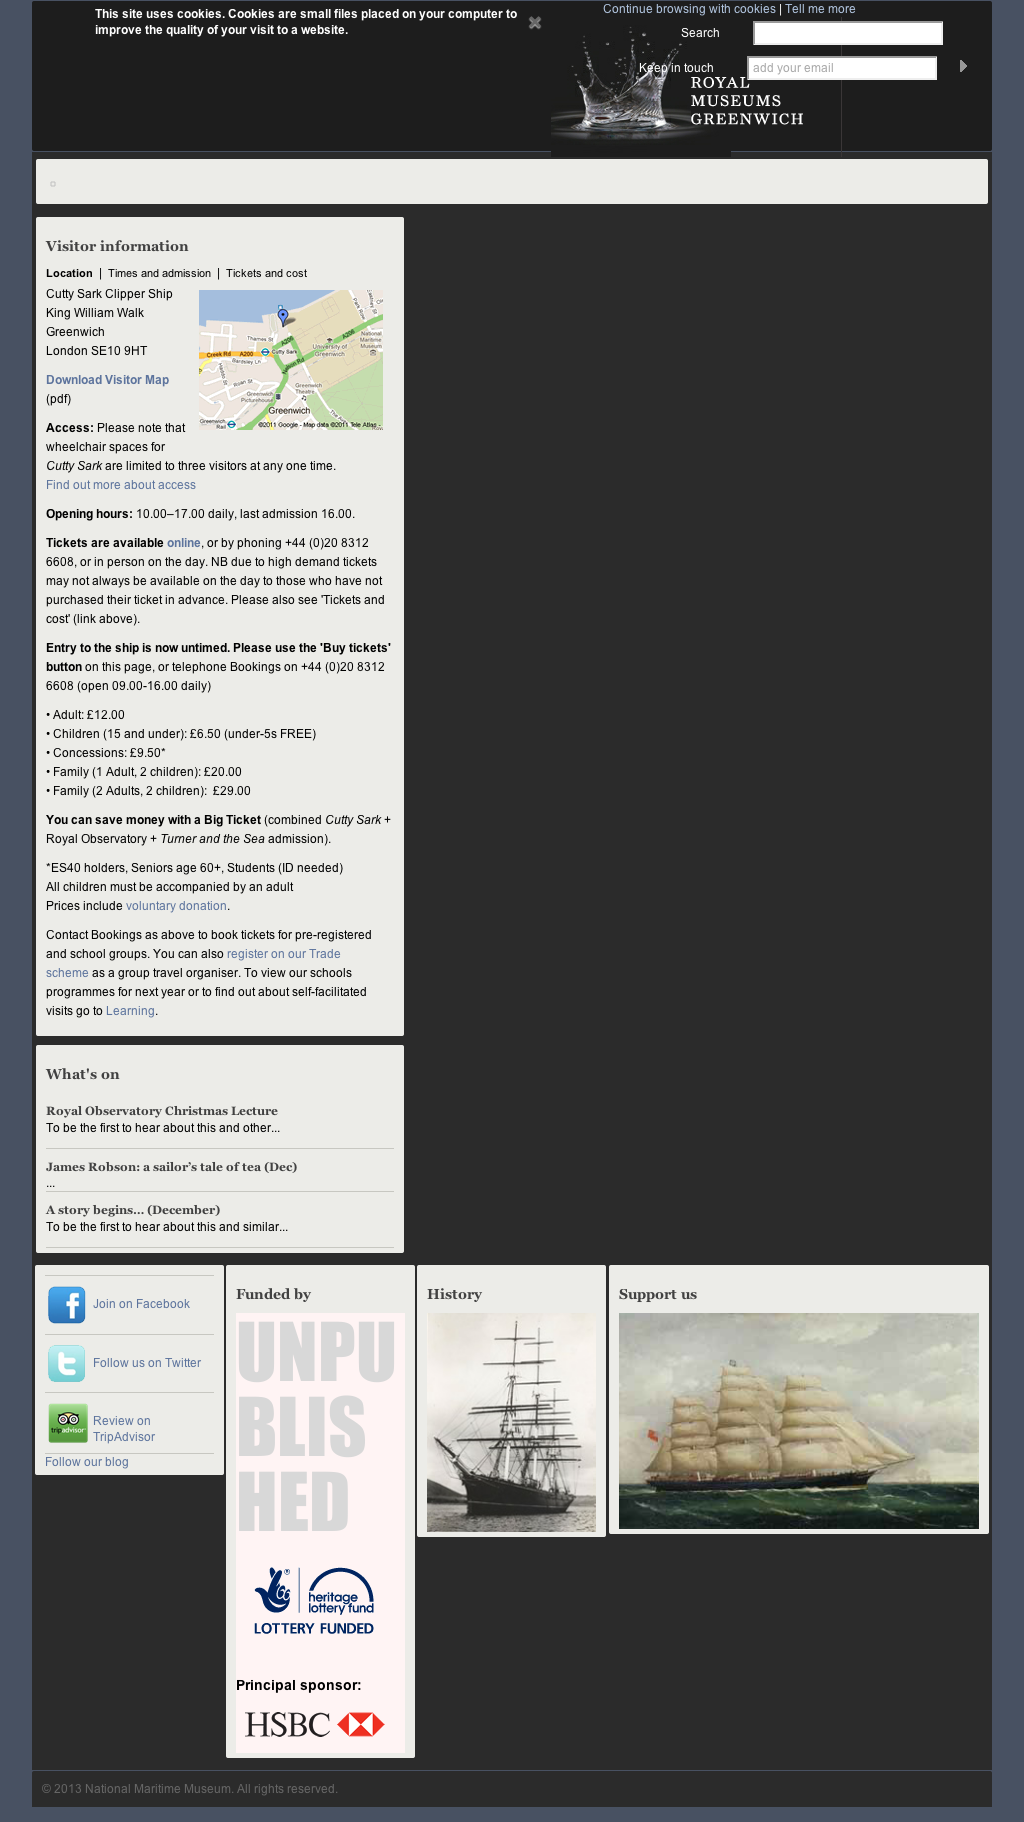 This site uses cookies. Cookies are small files placed on your computer to
improve the quality of your visit to a website.
Continue browsing with cookies | Tell me more
Search
Keep in touch
add your email
ROYAL
MUSEUMS
GREENWICH
Visitor information
Location | Times and admission | Tickets and cost
Cutty Sark Clipper Ship
King William Walk
Greenwich
London SE10 9HT
Download Visitor Map
(pdf)
Thames St
Creek Rd A200
Cutty Sark
A206
A206
Bardsley Ln
Nelson Rd
University of
Greenwich
National
Maritime
Museum
Park Row
Roan St
Greenwich
Picturehouse
Greenwich
Theatre
Greenwich
Greenwich
Rail
©2011 Google - Map data ©2011 Tele Atlas -
Access: Please note that
wheelchair spaces for
Cutty Sark are limited to three visitors at any one time.
Find out more about access
Opening hours: 10.00–17.00 daily, last admission 16.00.
Tickets are available online, or by phoning +44 (0)20 8312
6608, or in person on the day. NB due to high demand tickets
may not always be available on the day to those who have not
purchased their ticket in advance. Please also see 'Tickets and
cost' (link above).
Entry to the ship is now untimed. Please use the 'Buy tickets'
button on this page, or telephone Bookings on +44 (0)20 8312
6608 (open 09.00-16.00 daily)
• Adult: £12.00
• Children (15 and under): £6.50 (under-5s FREE)
• Concessions: £9.50*
• Family (1 Adult, 2 children): £20.00
• Family (2 Adults, 2 children): £29.00
You can save money with a Big Ticket (combined Cutty Sark +
Royal Observatory + Turner and the Sea admission).
*ES40 holders, Seniors age 60+, Students (ID needed)
All children must be accompanied by an adult
Prices include voluntary donation.
Contact Bookings as above to book tickets for pre-registered
and school groups. You can also register on our Trade
scheme as a group travel organiser. To view our schools
programmes for next year or to find out about self-facilitated
visits go to Learning.
What's on
Royal Observatory Christmas Lecture
To be the first to hear about this and other...
James Robson: a sailor’s tale of tea (Dec)
...
A story begins... (December)
To be the first to hear about this and similar...
Join on Facebook
Follow us on Twitter
tripadvisor
Review on
TripAdvisor
Follow our blog
Funded by
UNPU
BLIS
HED
heritage
lottery fund
LOTTERY FUNDED
Principal sponsor:
HSBC
History
Support us
© 2013 National Maritime Museum. All rights reserved.